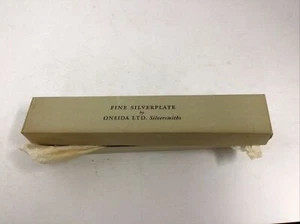 FINE SILVERPLATE
by
ONEIDA LTD. Silversmiths